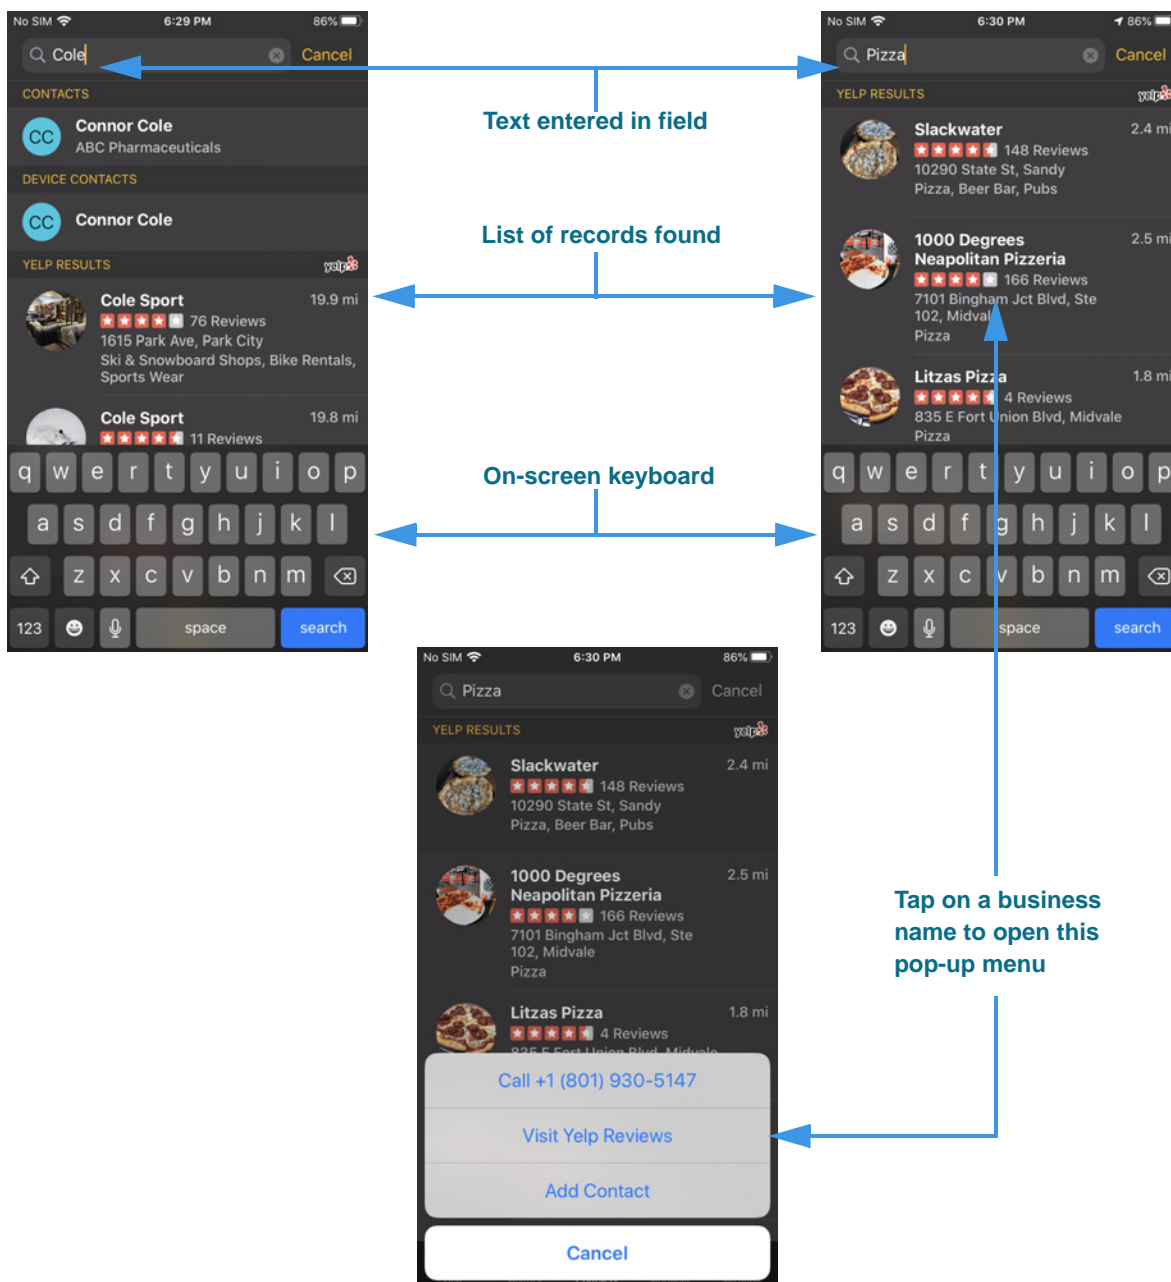 No SIM 6:29 PM 86%
Cole Cancel
CONTACTS
CC Connor Cole
ABC Pharmaceuticals
DEVICE CONTACTS
CC Connor Cole
YELP RESULTS yelp
Cole Sport 19.9 mi
76 Reviews
1615 Park Ave, Park City
Ski & Snowboard Shops, Bike Rentals,
Sports Wear
Cole Sport 19.8 mi
11 Reviews
q w e r t y u i o p
a s d f g h j k l
z x c v b n m
123 space search
Text entered in field
List of records found
On-screen keyboard
No SIM 6:30 PM 86%
Pizza Cancel
YELP RESULTS yelp
Slackwater 2.4 mi
148 Reviews
10290 State St, Sandy
Pizza, Beer Bar, Pubs
1000 Degrees 2.5 mi
Neapolitan Pizzeria
166 Reviews
7101 Bingham Jct Blvd, Ste
102, Midvale
Pizza
Litzas Pizza 1.8 mi
4 Reviews
835 E Fort Union Blvd, Midvale
Pizza
q w e r t y u i o p
a s d f g h j k l
z x c v b n m
123 space search
No SIM 6:30 PM 86%
Pizza Cancel
YELP RESULTS yelp
Slackwater 2.4 mi
148 Reviews
10290 State St, Sandy
Pizza, Beer Bar, Pubs
1000 Degrees 2.5 mi
Neapolitan Pizzeria
166 Reviews
7101 Bingham Jct Blvd, Ste
102, Midvale
Pizza
Litzas Pizza 1.8 mi
4 Reviews
835 E Fort Union Blvd, Midvale
Call +1 (801) 930-5147
Visit Yelp Reviews
Add Contact
Cancel
Tap on a business
name to open this
pop-up menu